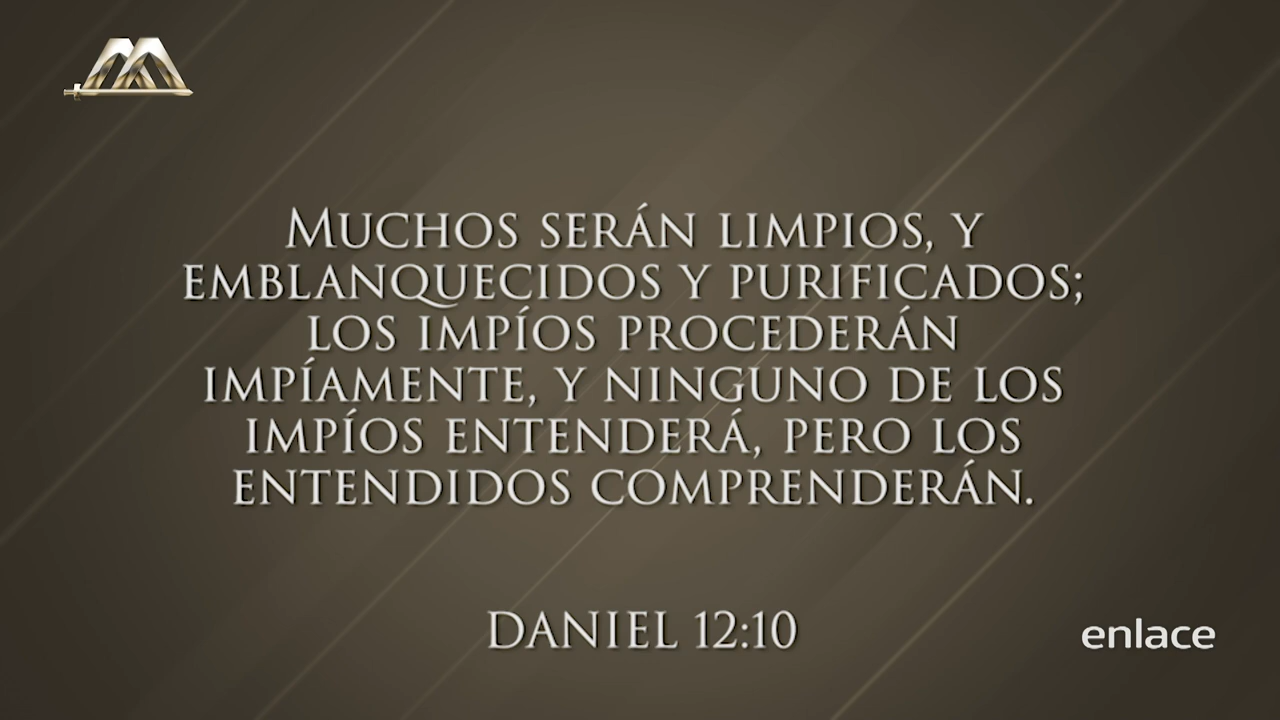 MUCHOS SERÁN LIMPIOS, Y
EMBLANQUECIDOS Y PURIFICADOS;
LOS IMPÍOS PROCEDERÁN
IMPÍAMENTE, Y NINGUNO DE LOS
IMPÍOS ENTENDERÁ, PERO LOS
ENTENDIDOS COMPRENDERÁN.
DANIEL 12:10
enlace